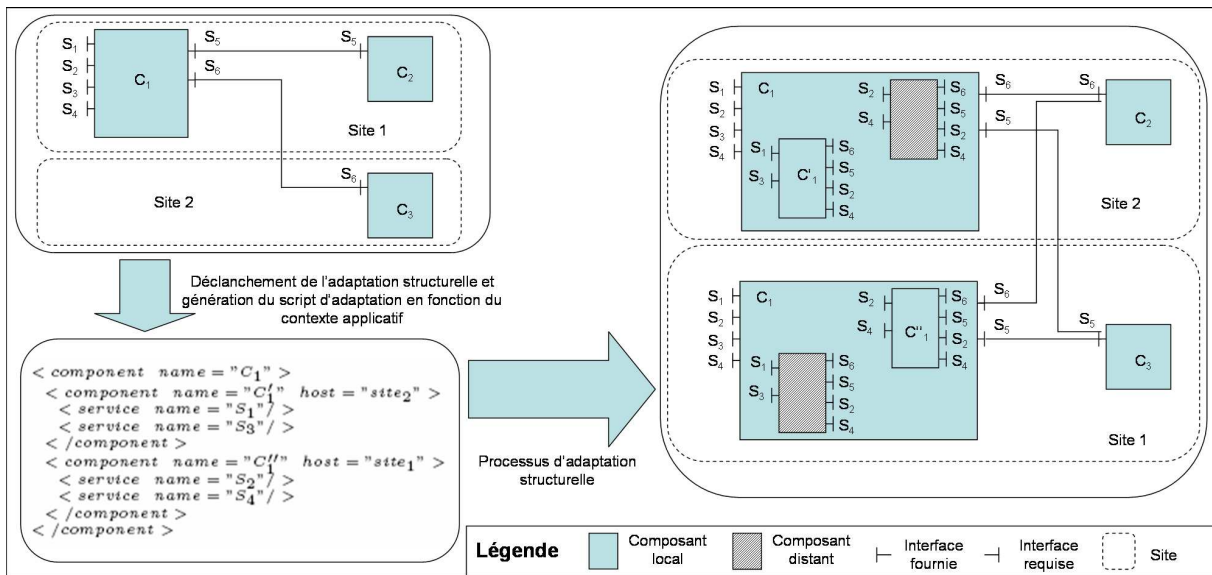 S5
S5
S1
S2
S3
S4
C1
S6
C2
Site 1
S6
Site 2
C3
Déclanchement de l'adaptation structurelle et
génération du script d'adaptation en fonction du
contexte applicatif
< component name = "C1" >
< component name = "C'1" host = "site2" >
< service name = "S1" / >
< service name = "S3" / >
< /component >
< component name = "C''1" host = "site1" >
< service name = "S2" / >
< service name = "S4" / >
< /component >
< /component >
Processus d'adaptation
structurelle
S1
S2
S3
S4
C1
S1
S3
C'1
S6
S5
S2
S4
S2
S4
S6
S5
S2
S4
S6
S5
S6
C2
Site 2
S1
S2
S3
S4
C1
S1
S3
S6
S5
S2
S4
S2
S4
C''1
S6
S5
S2
S4
S6
S5
S5
C3
Site 1
Légende
Composant
local
Composant
distant
Interface
fournie
Interface
requise
Site